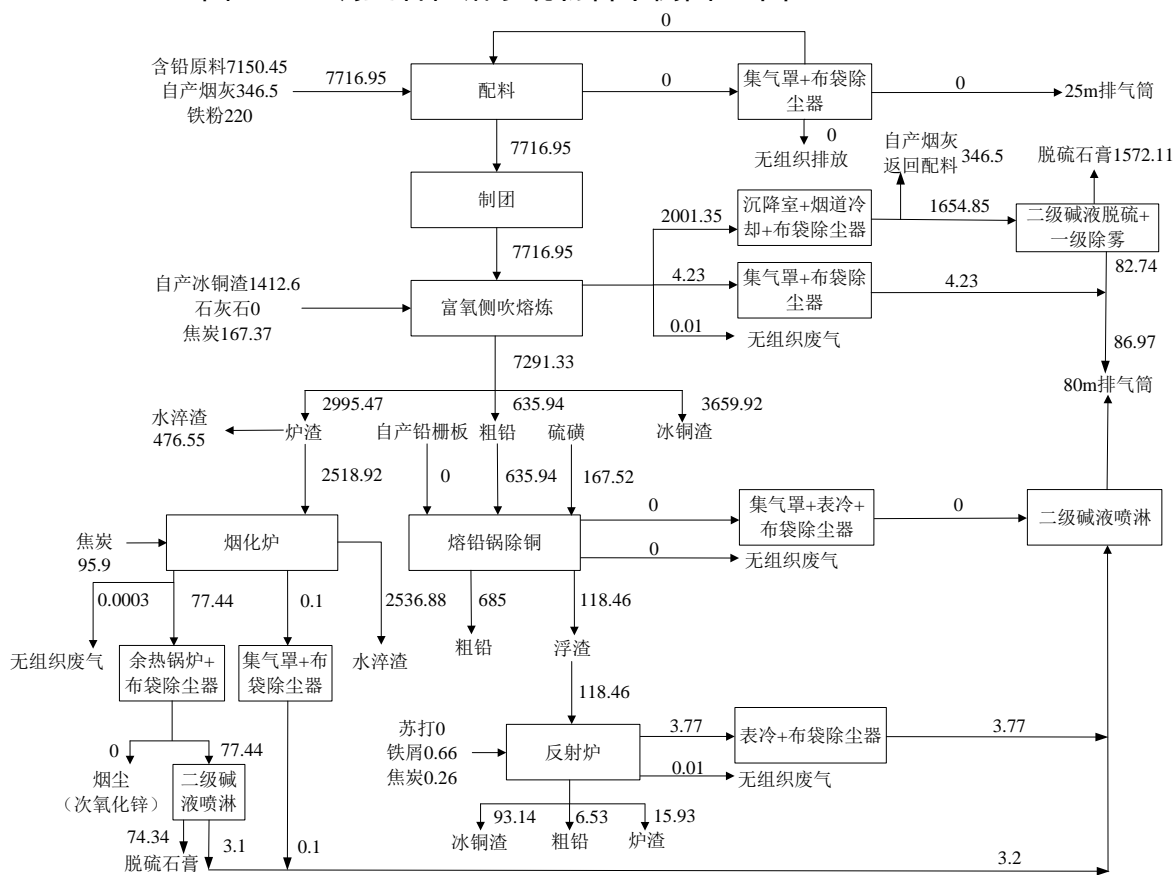 0
含铅原料7150.45
自产烟灰346.5
铁粉220
7716.95
配料
0
集气罩+布袋除
尘器
0
25m排气筒
0
无组织排放
7716.95
自产烟灰
返回配料
346.5
脱硫石膏1572.11
制团
2001.35
沉降室+烟道冷
却+布袋除尘器
1654.85
二级碱液脱硫+
一级除雾
7716.95
82.74
自产冰铜渣1412.6
石灰石0
焦炭167.37
富氧侧吹熔炼
4.23
集气罩+布袋除
尘器
4.23
0.01
无组织废气
86.97
7291.33
80m排气筒
2995.47
635.94
3659.92
水淬渣
476.55
炉渣
自产铅栅板
粗铅
硫磺
冰铜渣
2518.92
0
635.94
167.52
焦炭
95.9
烟化炉
熔铅锅除铜
0
集气罩+表冷+
布袋除尘器
0
二级碱液喷淋
0
无组织废气
0.0003
77.44
0.1
2536.88
685
118.46
无组织废气
余热锅炉+
布袋除尘器
集气罩+布
袋除尘器
水淬渣
粗铅
浮渣
118.46
苏打0
铁屑0.66
焦炭0.26
反射炉
3.77
表冷+布袋除尘器
3.77
0.01
无组织废气
0
77.44
烟尘
（次氧化锌）
二级碱
液喷淋
93.14
6.53
15.93
冰铜渣
粗铅
炉渣
74.34
3.1
0.1
3.2
脱硫石膏